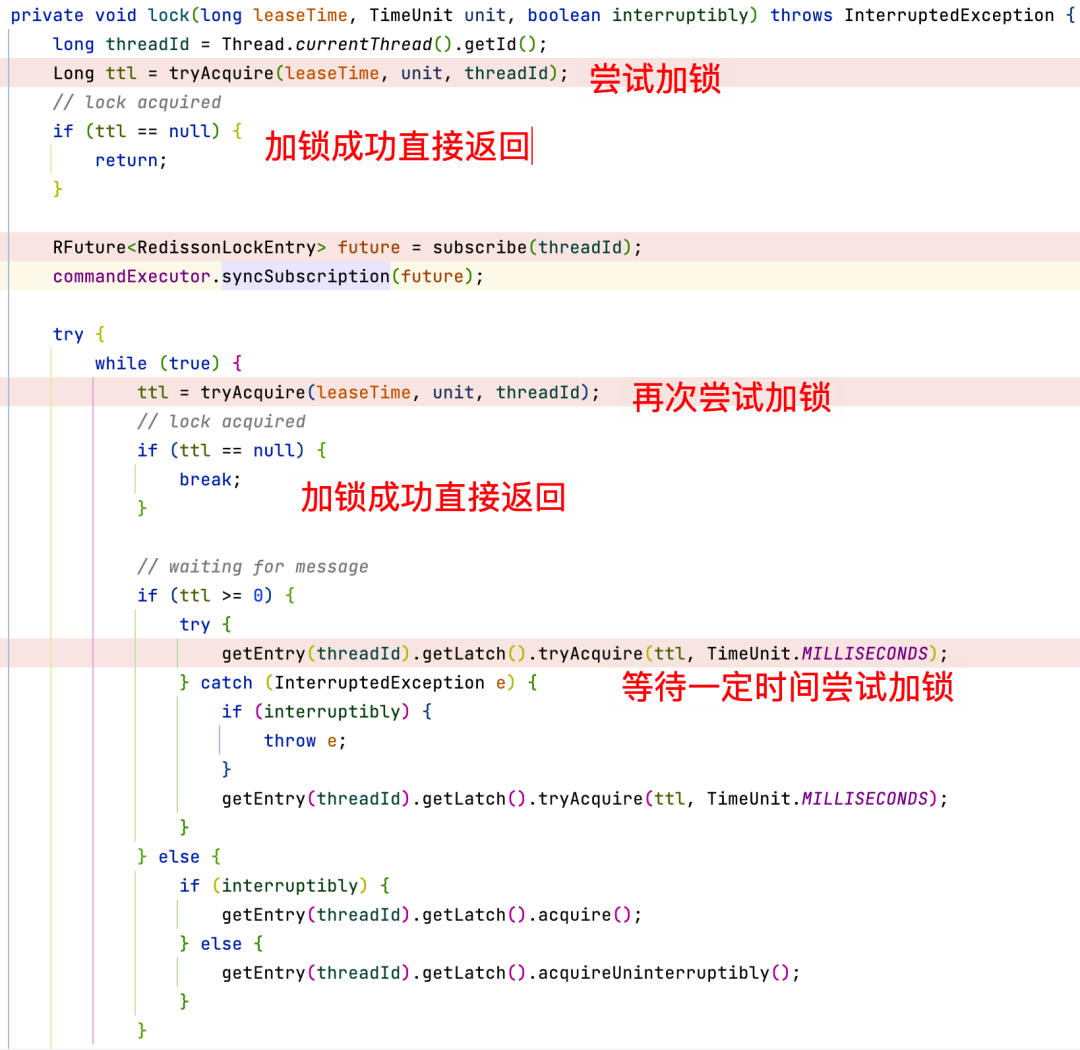 private void lock(long leaseTime, TimeUnit unit, boolean interruptibly) throws InterruptedException {
    long threadId = Thread.currentThread().getId();
    Long ttl = tryAcquire(leaseTime, unit, threadId); 尝试加锁
    // lock acquired
    if (ttl == null) { 加锁成功直接返回
        return;
    }

    RFuture<RedissonLockEntry> future = subscribe(threadId);
    commandExecutor.syncSubscription(future);

    try {
        while (true) {
            ttl = tryAcquire(leaseTime, unit, threadId); 再次尝试加锁
            // lock acquired
            if (ttl == null) {
                break; 加锁成功直接返回
            }

            // waiting for message
            if (ttl >= 0) {
                try {
                    getEntry(threadId).getLatch().tryAcquire(ttl, TimeUnit.MILLISECONDS);
                } catch (InterruptedException e) { 等待一定时间尝试加锁
                    if (interruptibly) {
                        throw e;
                    }
                    getEntry(threadId).getLatch().tryAcquire(ttl, TimeUnit.MILLISECONDS);
                }
            } else {
                if (interruptibly) {
                    getEntry(threadId).getLatch().acquire();
                } else {
                    getEntry(threadId).getLatch().acquireUninterruptibly();
                }
            }